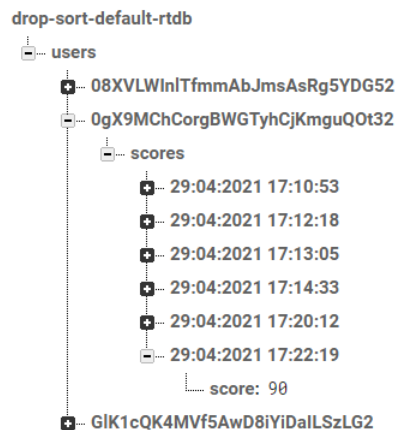 drop-sort-default-rtdb
users
08XVLWInlTfmmAbJmsAsRg5YDG52
0gX9MChCorgBWGTyhCjKmguQOt32
scores
29:04:2021 17:10:53
29:04:2021 17:12:18
29:04:2021 17:13:05
29:04:2021 17:14:33
29:04:2021 17:20:12
29:04:2021 17:22:19
score: 90
GlK1cQK4MVf5AwD8iYiDaILSzLG2